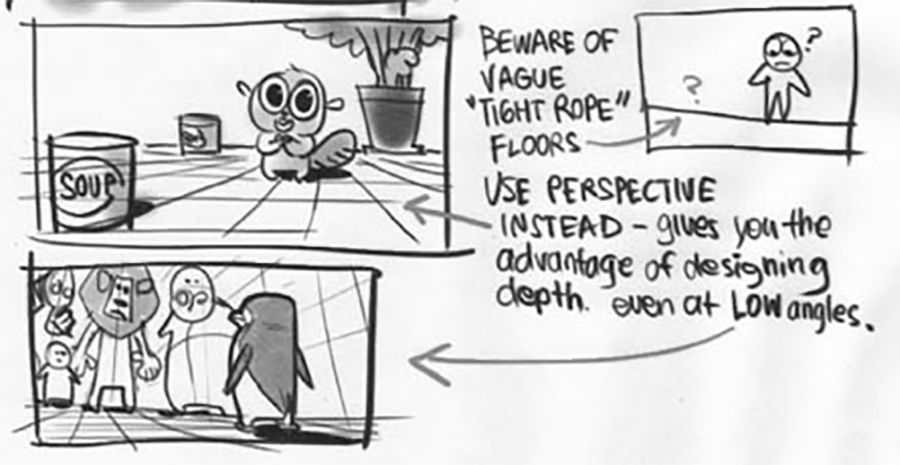 BEWARE OF
VAGUE
"TIGHT ROPE"
FLOORS
?
?
USE PERSPECTIVE
INSTEAD - gives you the
advantage of designing
depth. even at LOW angles.
SOUP